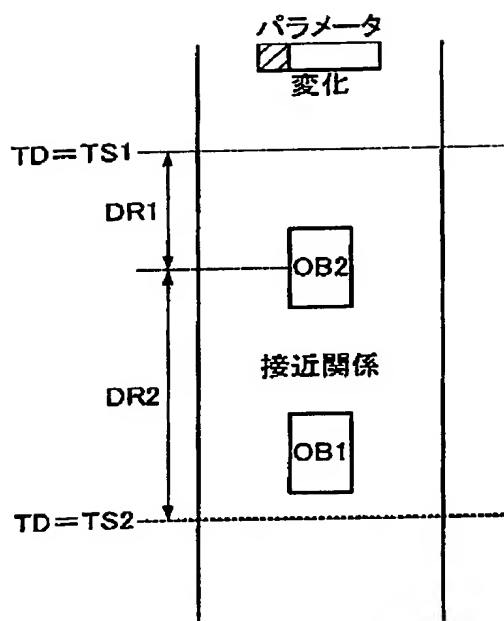 パラメータ
変化
TD=TS1
DR1
OB2
接近関係
DR2
OB1
TD=TS2